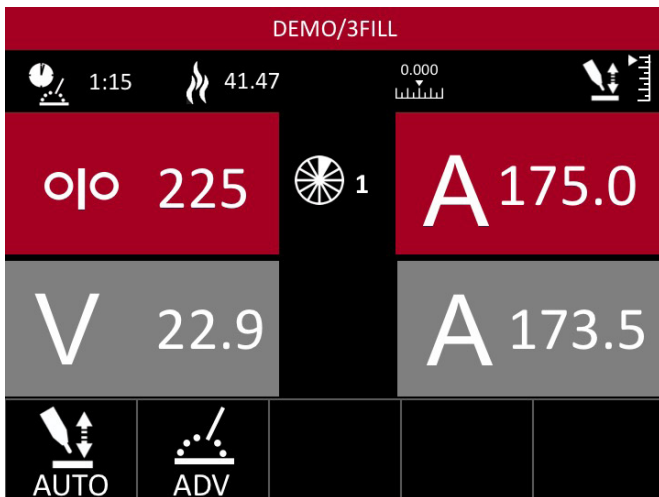 DEMO/3FILL
1:15 41.47 0.000
225 1 A 175.0
V 22.9 A 173.5
AUTO ADV